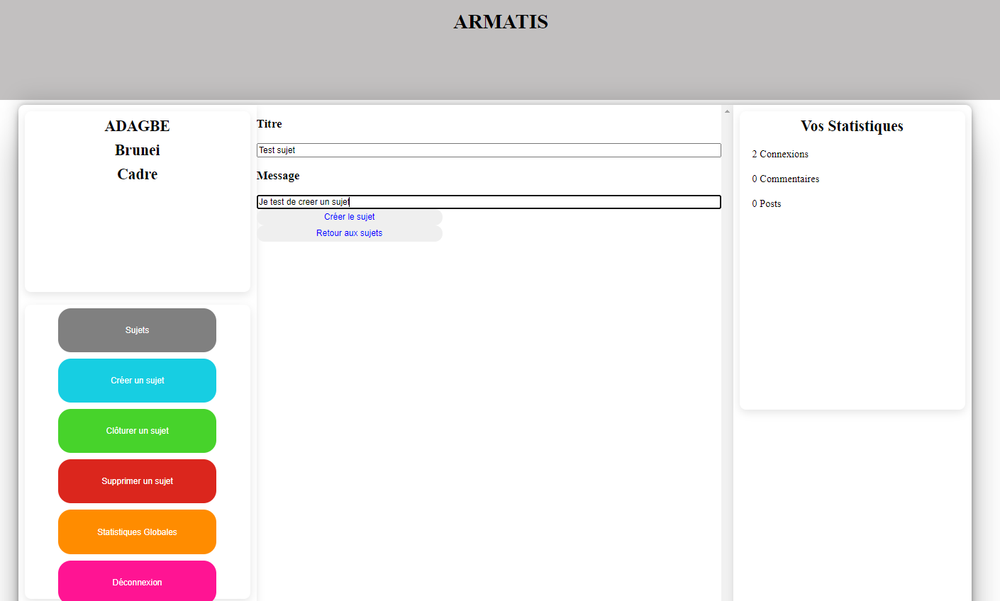 ARMATIS
ADAGBE
Brunei
Cadre
Sujets
Créer un sujet
Clôturer un sujet
Supprimer un sujet
Statistiques Globales
Déconnexion
Titre
Test sujet
Message
Je test de creer un sujet
Créer le sujet
Retour aux sujets
Vos Statistiques
2 Connexions
0 Commentaires
0 Posts